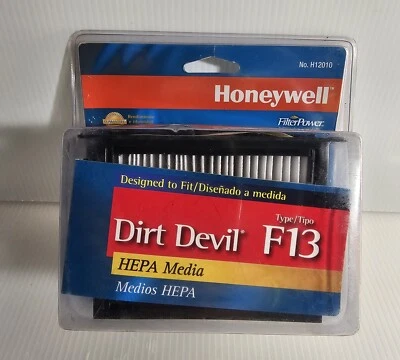 No. H12010
Honeywell
FilterPower
Designed to Fit/Diseñado a medida
Type/Tipo
Dirt Devil® F13
HEPA Media
Medios HEPA